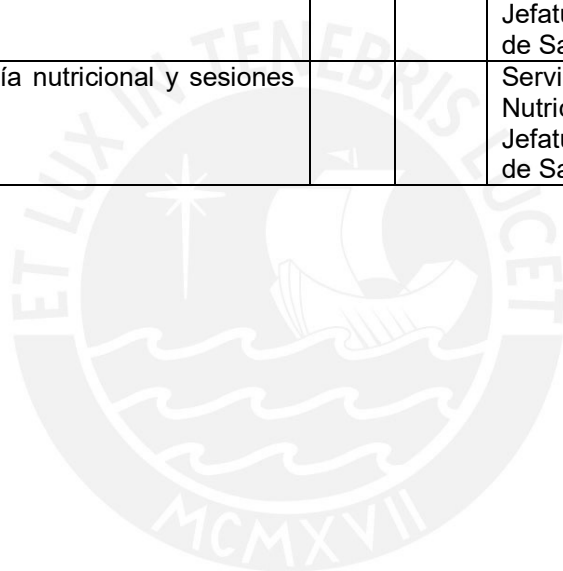 Jefatu
de Sa
ía nutricional y sesiones
Servi
Nutric
Jefatu
de Sa
ET LUX IN TENEBRIS LUCET
MCMXVII